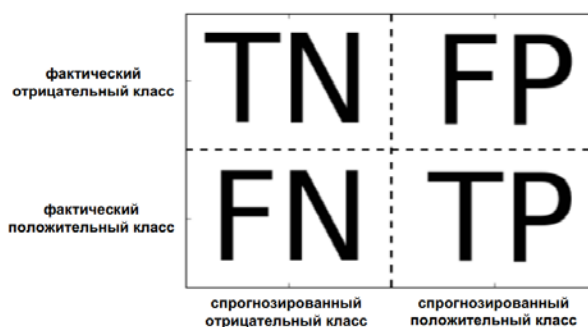 фактический
отрицательный класс
TN
FP
фактический
положительный класс
FN
TP
спрогнозированный
отрицательный класс
спрогнозированный
положительный класс